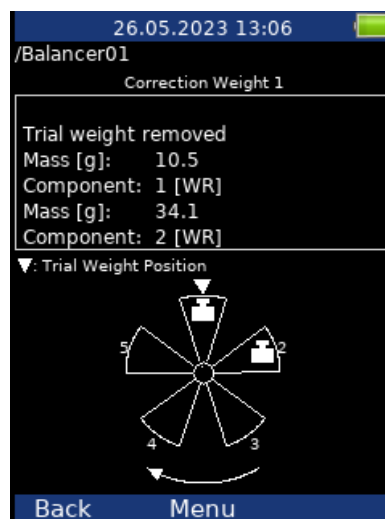 26.05.2023 13:06
/Balancer01
Correction Weight 1
Trial weight removed
Mass [g]: 10.5
Component: 1 [WR]
Mass [g]: 34.1
Component: 2 [WR]
▼: Trial Weight Position
5
2
4
3
Back Menu